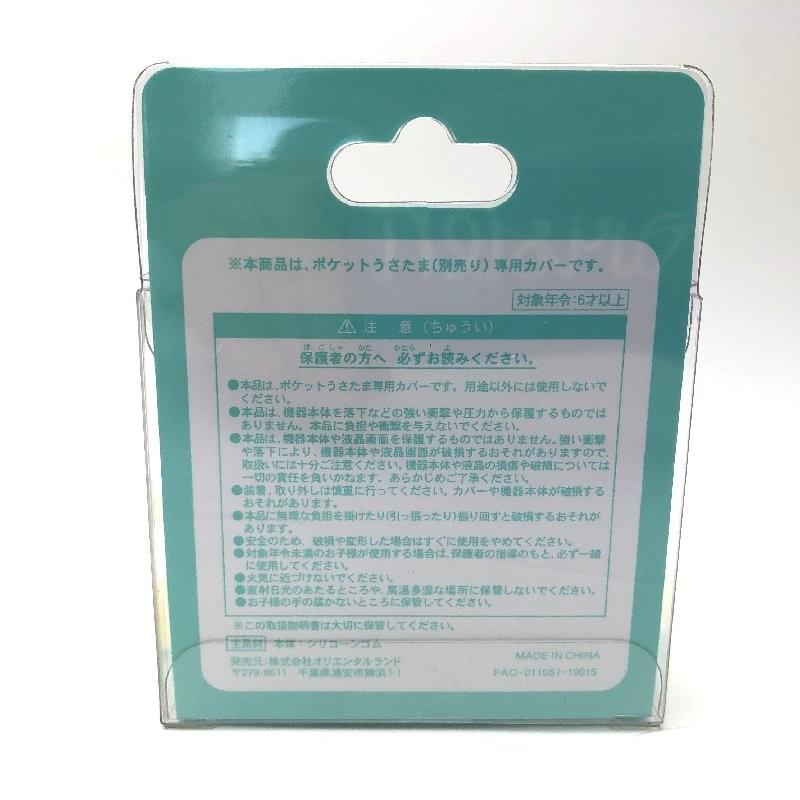 ※本商品は、ポケットうさたま(別売り)専用カバーです。
対象年令:6才以上
⚠注 意(ちゅうい)
ほごしゃ かた かなら よ
保護者の方へ 必ずお読みください。
●本品は、ポケットうさたま専用カバーです。用途以外には使用しないで
ください。
●本品は、機器本体を落下などの強い衝撃や圧力から保護するものでは
ありません。本品に負担や衝撃を与えないでください。
●本品は、機器本体や液晶画面を保護するものではありません。強い衝撃
や落下により、機器本体や液晶画面が破損するおそれがありますので、
取扱いには十分ご注意ください。機器本体や液晶の損傷や破損については
一切の責任を負いかねます。あらかじめご了承ください。
●装着、取り外しは慎重に行ってください。カバーや機器本体が破損する
おそれがあります。
●本品に無理な負担を掛けたり(引っ張ったり)振り回すと破損するおそれが
あります。
●安全のため、破損や変形した場合はすぐに使用をやめてください。
●対象年令未満のお子様が使用する場合は、保護者の指導のもと、必ず一緒
に使用してください。
●火気に近づけないでください。
●直射日光のあたるところや、高温多湿な場所に保管しないでください。
●お子様の手の届かないところに保管してください。
※この取扱説明書は大切に保管してください。
主素材 本体:シリコーンゴム
発売元:株式会社オリエンタルランド
〒279-8511 千葉県浦安市舞浜1-1
MADE IN CHINA
FAC-011057-19015